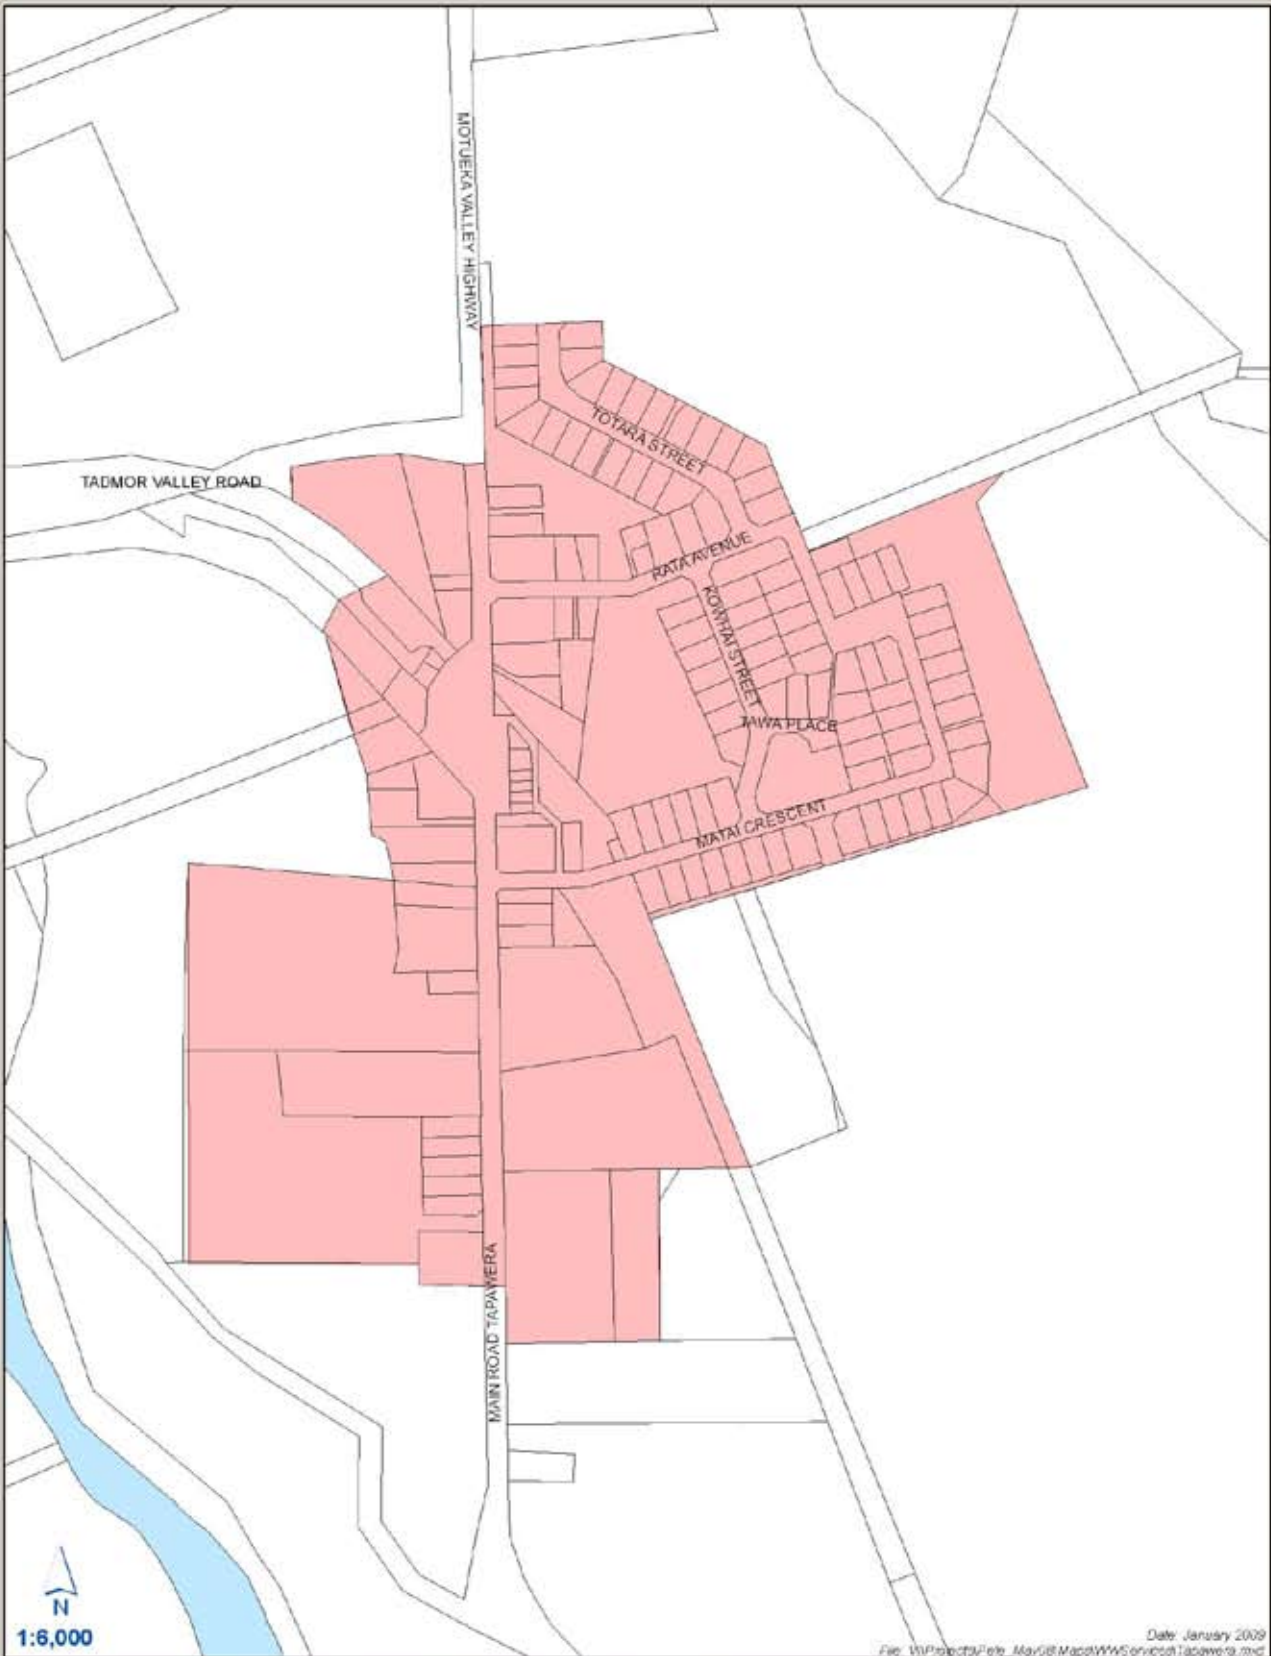 MOTUEKA VALLEY HIGHWAY
TOTARA STREET
TADMOR VALLEY ROAD
RATA AVENUE
KOWHAI STREET
TAWA PLACE
MATAI CRESCENT
MAIN ROAD TAPAWERA
N
1:6,000
Date: January 2009